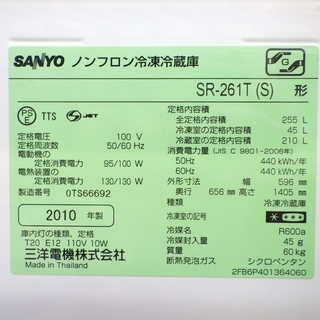 SANYO ノンフロン冷凍冷蔵庫
SR-261T (S) 形
PS E TTS S JET
定格電圧 100 V
定格周波数 50/60 Hz
電動機の
定格消費電力 95/100 W
電熱装置の
定格消費電力 130/130 W
製造番号 0TS66692
2010 年製
庫内灯の種類、定格
T20 E12 110V 10W
三洋電機株式会社
Made in Thailand
定格内容積
全定格内容積 255 L
冷凍室の定格内容積 45 L
冷蔵室の定格内容積 210 L
消費電力量 (JIS C 9801-2006年)
50Hz 440 kWh/年
60Hz 440 kWh/年
外形寸法 幅 596 mm
奥行 656 mm 高さ 1405 mm
冷凍室の記号
冷媒名 R600a
冷媒量 45 g
質量 60 kg
断熱発泡ガス シクロペンタン
2FB6P401364060
G